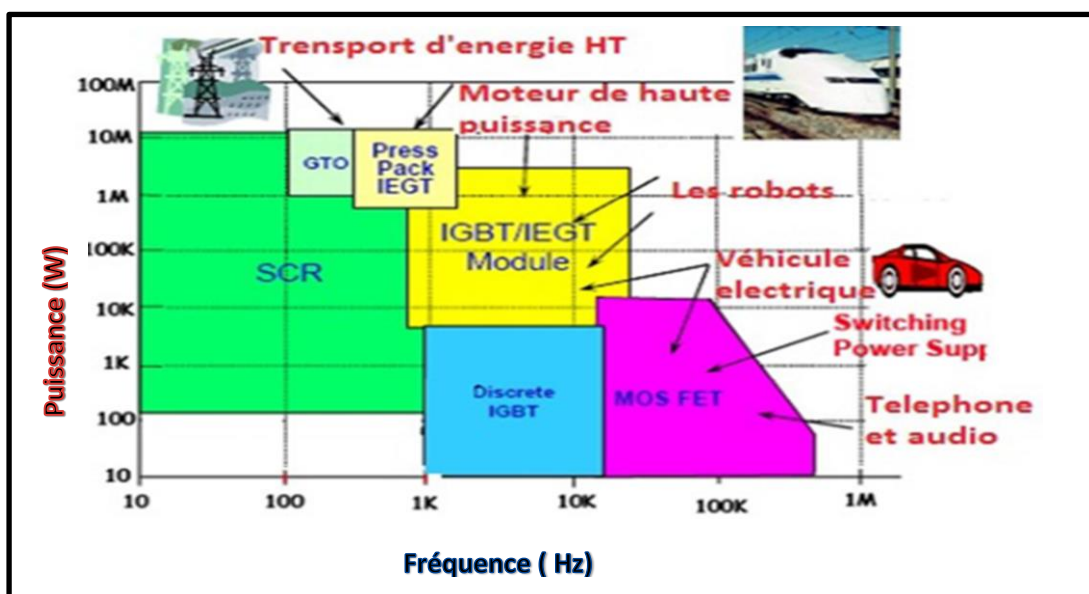 Trensport d'energie HT
100M
Moteur de haute
puissance
10M
GTO
Press
Pack
IEGT
1M
Les robots
IGBT/IEGT
Module
100K
SCR
Véhicule
electrique
10K
Switching
Power Supp
1K
Discrete
IGBT
MOS FET
Telephone
et audio
100
10
10
100
1K
10K
100K
1M
Puissance (W)
Fréquence ( Hz)